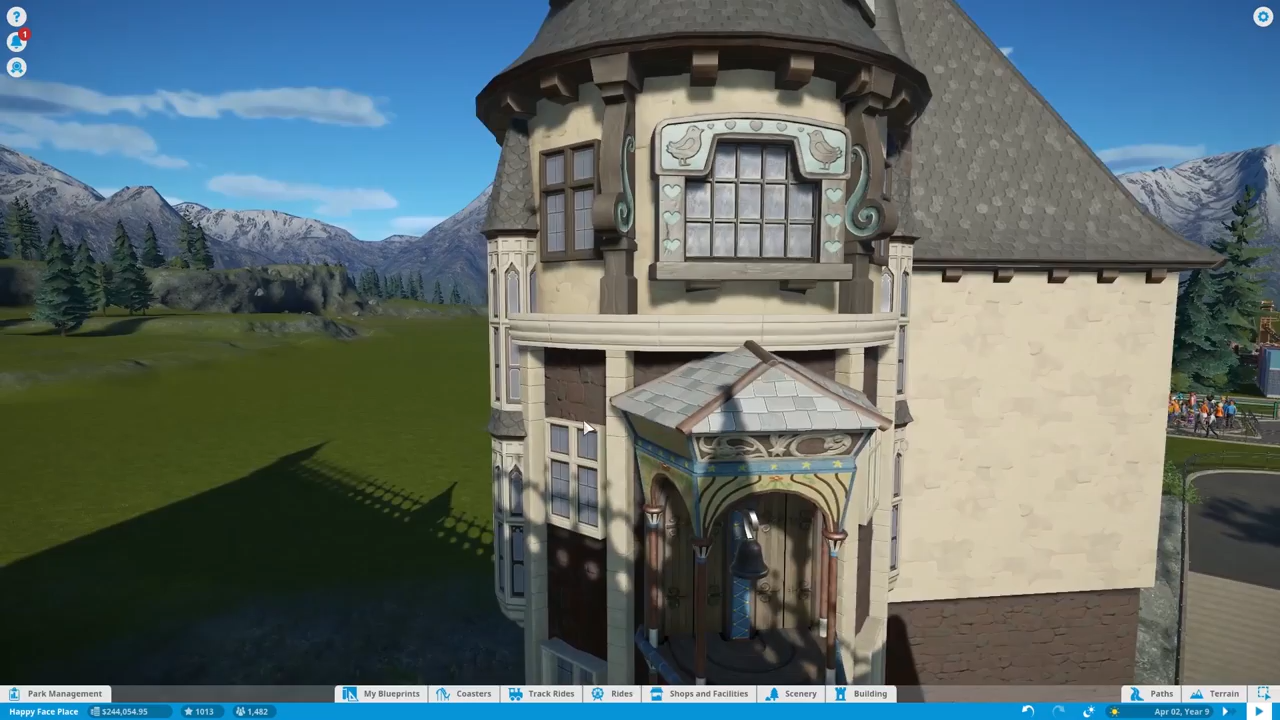 ?
1
Park Management
My Blueprints
Coasters
Track Rides
Rides
Shops and Facilities
Scenery
Building
Paths
Terrain
Happy Face Place
$244,054.95
1013
1,482
Apr 02, Year 9